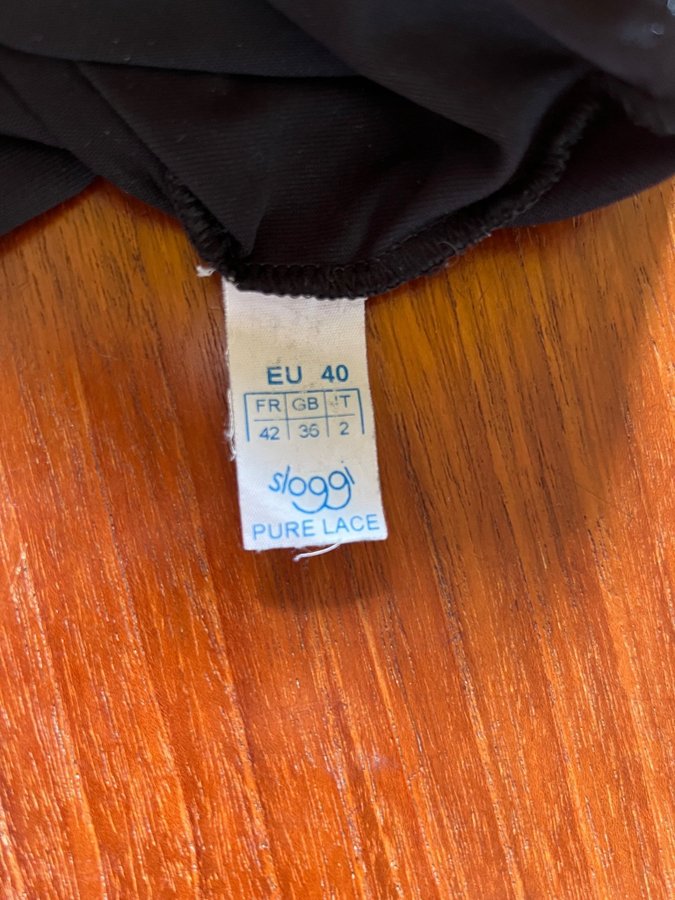 EU 40
FR GB IT
42 36 2
sloggi
PURE LACE